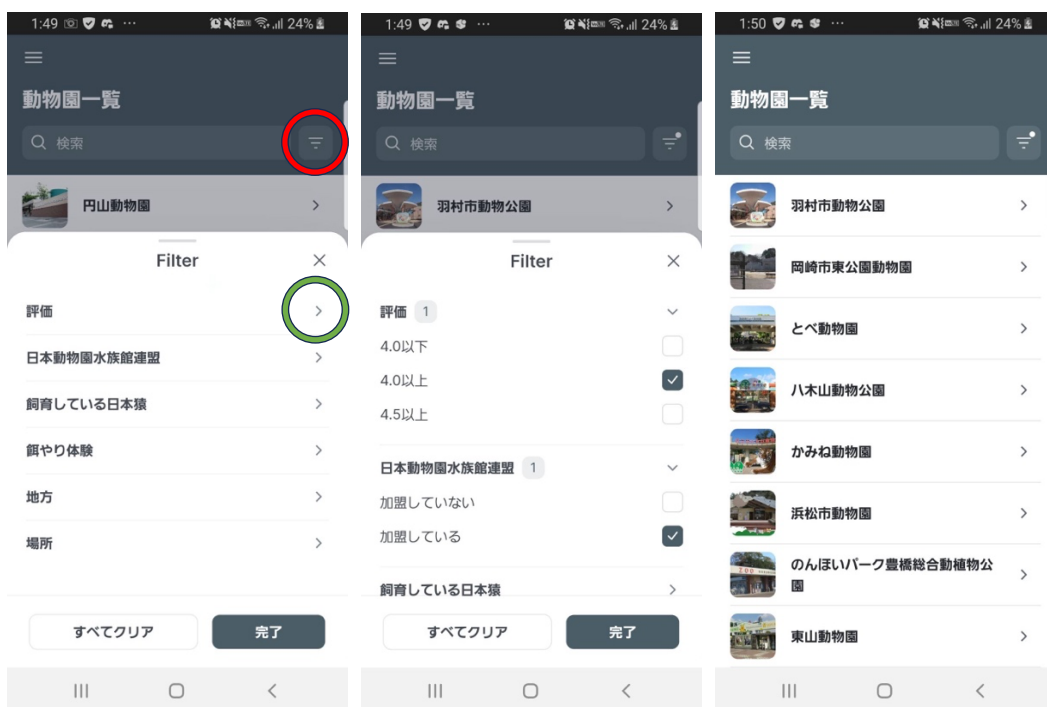 1:49 24%
動物園一覧
検索
円山動物園
Filter
評価
日本動物園水族館連盟
飼育している日本猿
餌やり体験
地方
場所
すべてクリア 完了
1:49 24%
動物園一覧
検索
羽村市動物公園
Filter
評価 1
4.0以下
4.0以上
4.5以上
日本動物園水族館連盟 1
加盟していない
加盟している
飼育している日本猿
すべてクリア 完了
1:50 24%
動物園一覧
検索
羽村市動物公園
岡崎市東公園動物園
とべ動物園
八木山動物公園
かみね動物園
浜松市動物園
のんほいパーク豊橋総合動植物公
園
東山動物園